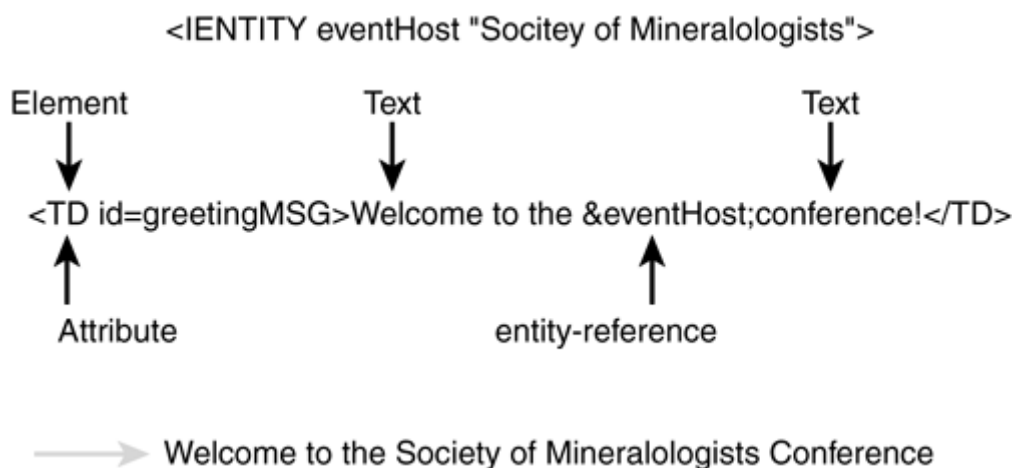 <IENTITY eventHost "Socitey of Mineralologists">
Element Text Text
<TD id=greetingMSG>Welcome to the &eventHost;conference!</TD>
Attribute entity-reference
Welcome to the Society of Mineralologists Conference